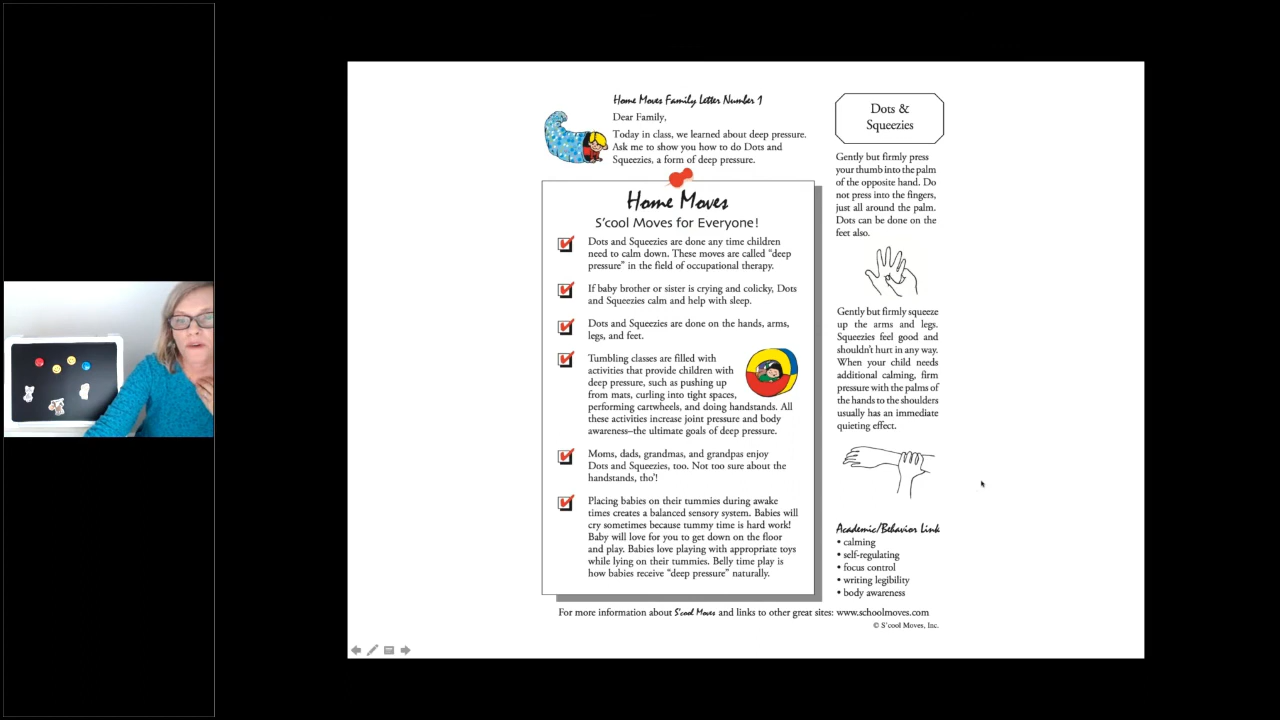 Home Moves Family Letter Number 1
Dear Family,
Today in class, we learned about deep pressure.
Ask me to show you how to do Dots and
Squeezies, a form of deep pressure.
Home Moves
S'cool Moves for Everyone!
Dots and Squeezies are done any time children
need to calm down. These moves are called “deep
pressure” in the field of occupational therapy.
If baby brother or sister is crying and colicky, Dots
and Squeezies calm and help with sleep.
Dots and Squeezies are done on the hands, arms,
legs, and feet.
Tumbling classes are filled with
activities that provide children with
deep pressure, such as pushing up
from mats, curling into tight spaces,
performing cartwheels, and doing handstands. All
these activities increase joint pressure and body
awareness–the ultimate goals of deep pressure.
Moms, dads, grandmas, and grandpas enjoy
Dots and Squeezies, too. Not too sure about the
handstands, tho'!
Placing babies on their tummies during awake
times creates a balanced sensory system. Babies will
cry sometimes because tummy time is hard work!
Baby will love for you to get down on the floor
and play. Babies love playing with appropriate toys
while lying on their tummies. Belly time play is
how babies receive “deep pressure” naturally.
Dots &
Squeezies
Gently but firmly press
your thumb into the palm
of the opposite hand. Do
not press into the fingers,
just all around the palm.
Dots can be done on the
feet also.
Gently but firmly squeeze
up the arms and legs.
Squeezies feel good and
shouldn't hurt in any way.
When your child needs
additional calming, firm
pressure with the palms of
the hands to the shoulders
usually has an immediate
quieting effect.
Academic/Behavior Link
• calming
• self-regulating
• focus control
• writing legibility
• body awareness
For more information about S'cool Moves and links to other great sites: www.schoolmoves.com
© S'cool Moves, Inc.